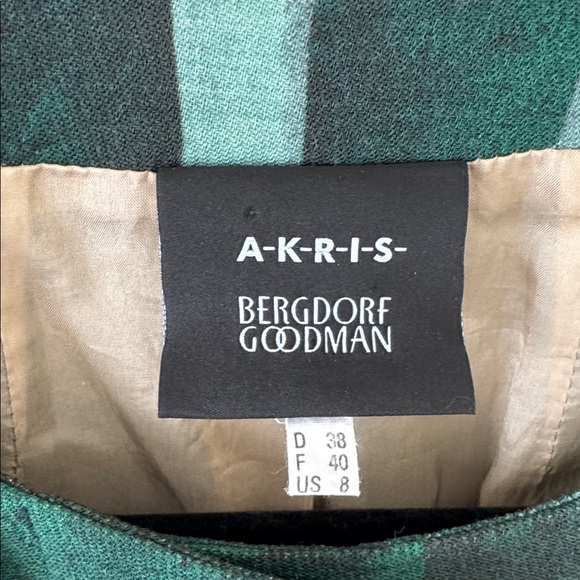 A-K-R-I-S-
BERGDORF
GOODMAN
D 38
F 40
US 8